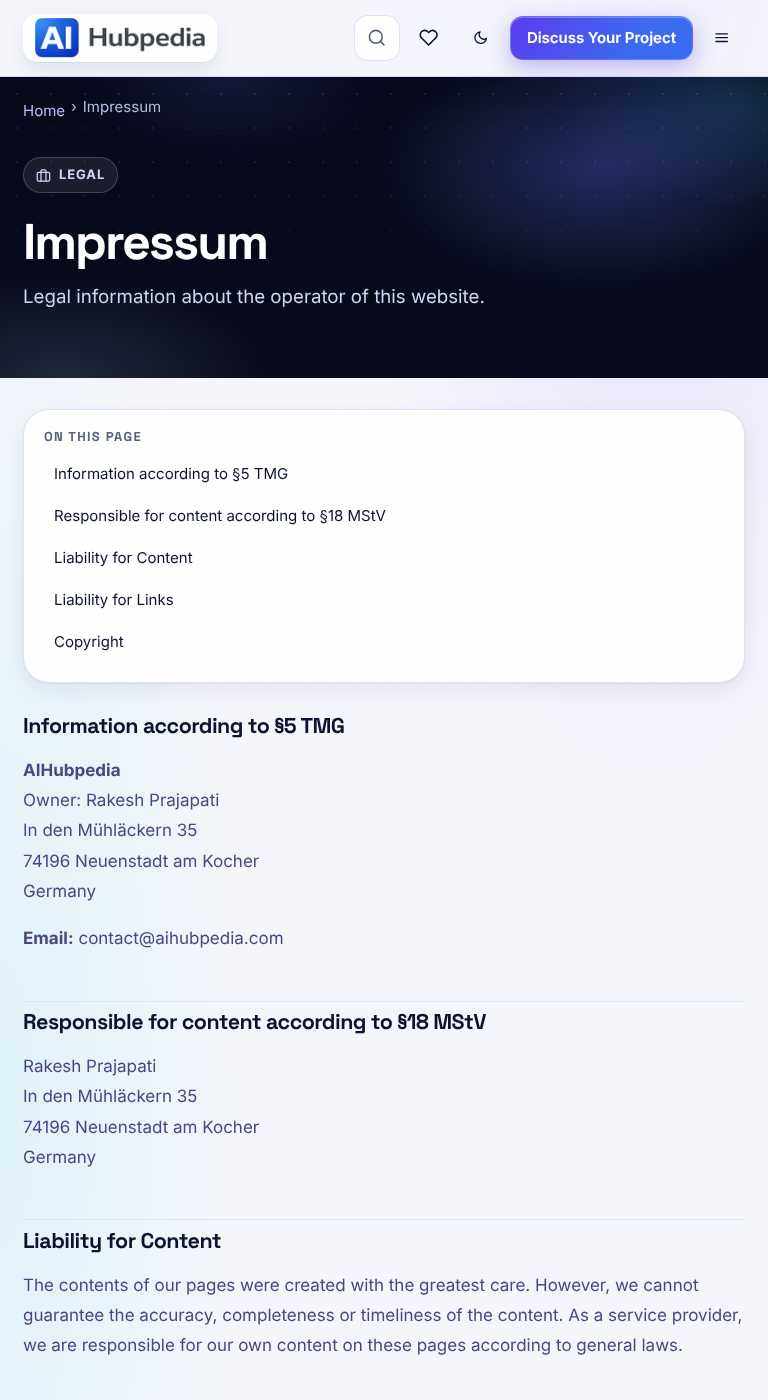 AI Hubpedia
Discuss Your Project
Home › Impressum
LEGAL
Impressum
Legal information about the operator of this website.
ON THIS PAGE
Information according to §5 TMG
Responsible for content according to §18 MStV
Liability for Content
Liability for Links
Copyright
Information according to §5 TMG
AIHubpedia
Owner: Rakesh Prajapati
In den Mühläckern 35
74196 Neuenstadt am Kocher
Germany
Email: contact@aihubpedia.com
Responsible for content according to §18 MStV
Rakesh Prajapati
In den Mühläckern 35
74196 Neuenstadt am Kocher
Germany
Liability for Content
The contents of our pages were created with the greatest care. However, we cannot
guarantee the accuracy, completeness or timeliness of the content. As a service provider,
we are responsible for our own content on these pages according to general laws.